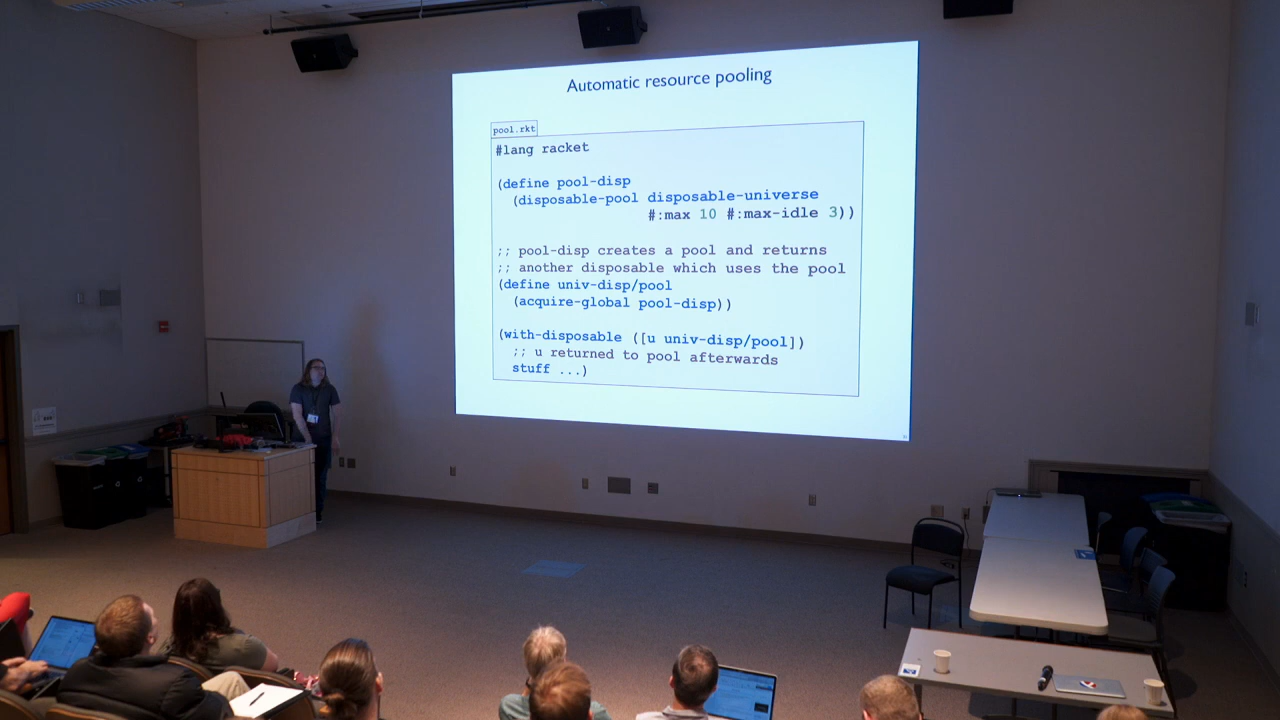 Automatic resource pooling
pool.rkt
#lang racket
(define pool-disp
(disposable-pool disposable-universe
#:max 10 #:max-idle 3))
;; pool-disp creates a pool and returns
;; another disposable which uses the pool
(define univ-disp/pool
(acquire-global pool-disp))
(with-disposable ([u univ-disp/pool])
;; u returned to pool afterwards
stuff ...)